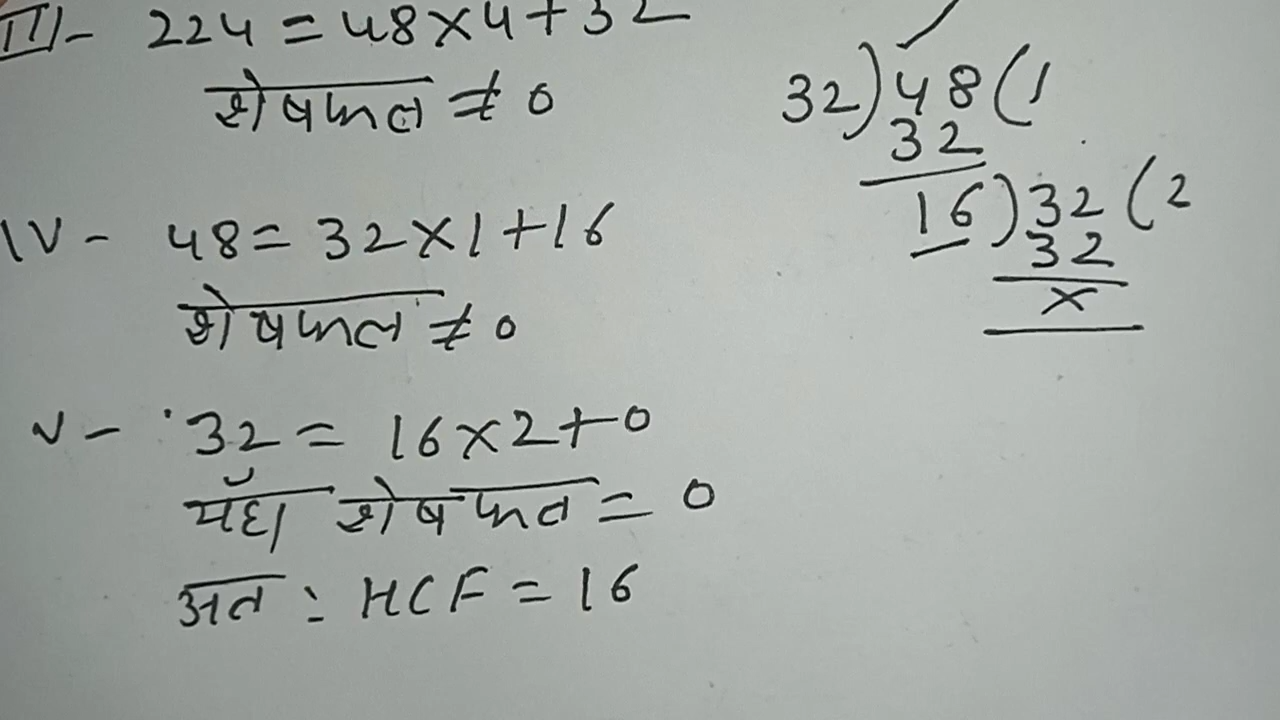 III- 224 = 48×4+32
शेषफल ≠ 0
IV - 48 = 32×1+16
शेषफल ≠ 0
V - 32 = 16×2+0
यँहा शेषफल = 0
अत : HCF = 16
32)48(1
32
16)32(2
32
×